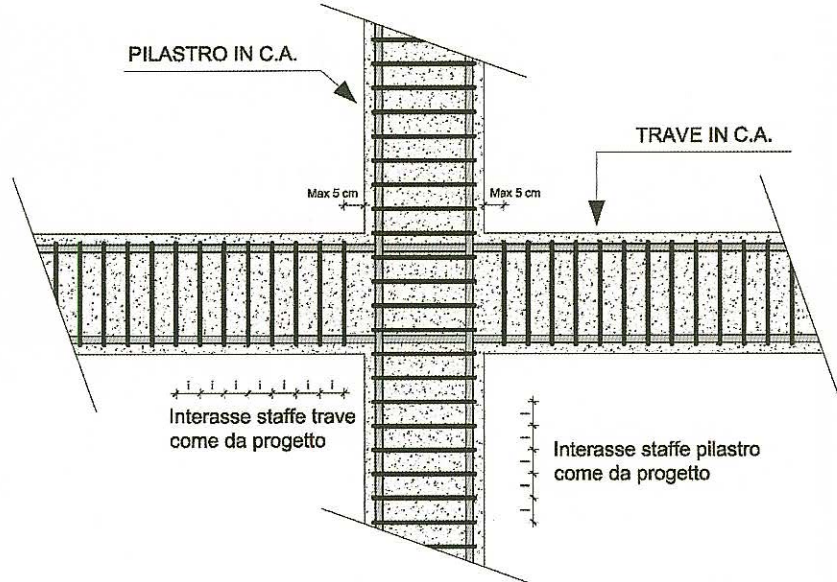 PILASTRO IN C.A.
TRAVE IN C.A.
Max 5 cm
Max 5 cm
i i i i i i i
Interasse staffe trave
come da progetto
i
i
i
i
i
Interasse staffe pilastro
come da progetto